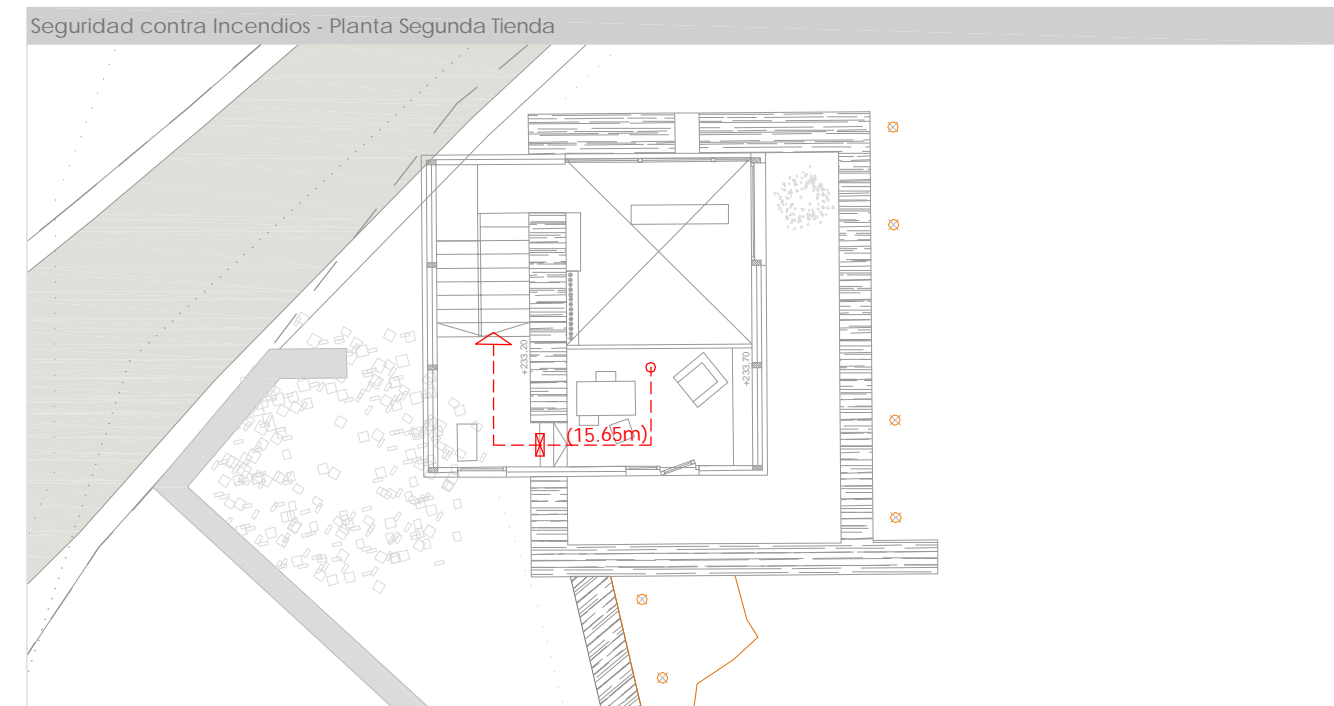 Seguridad contra Incendios - Planta Segunda Tienda
+233.20
+233.70
(15.65m)